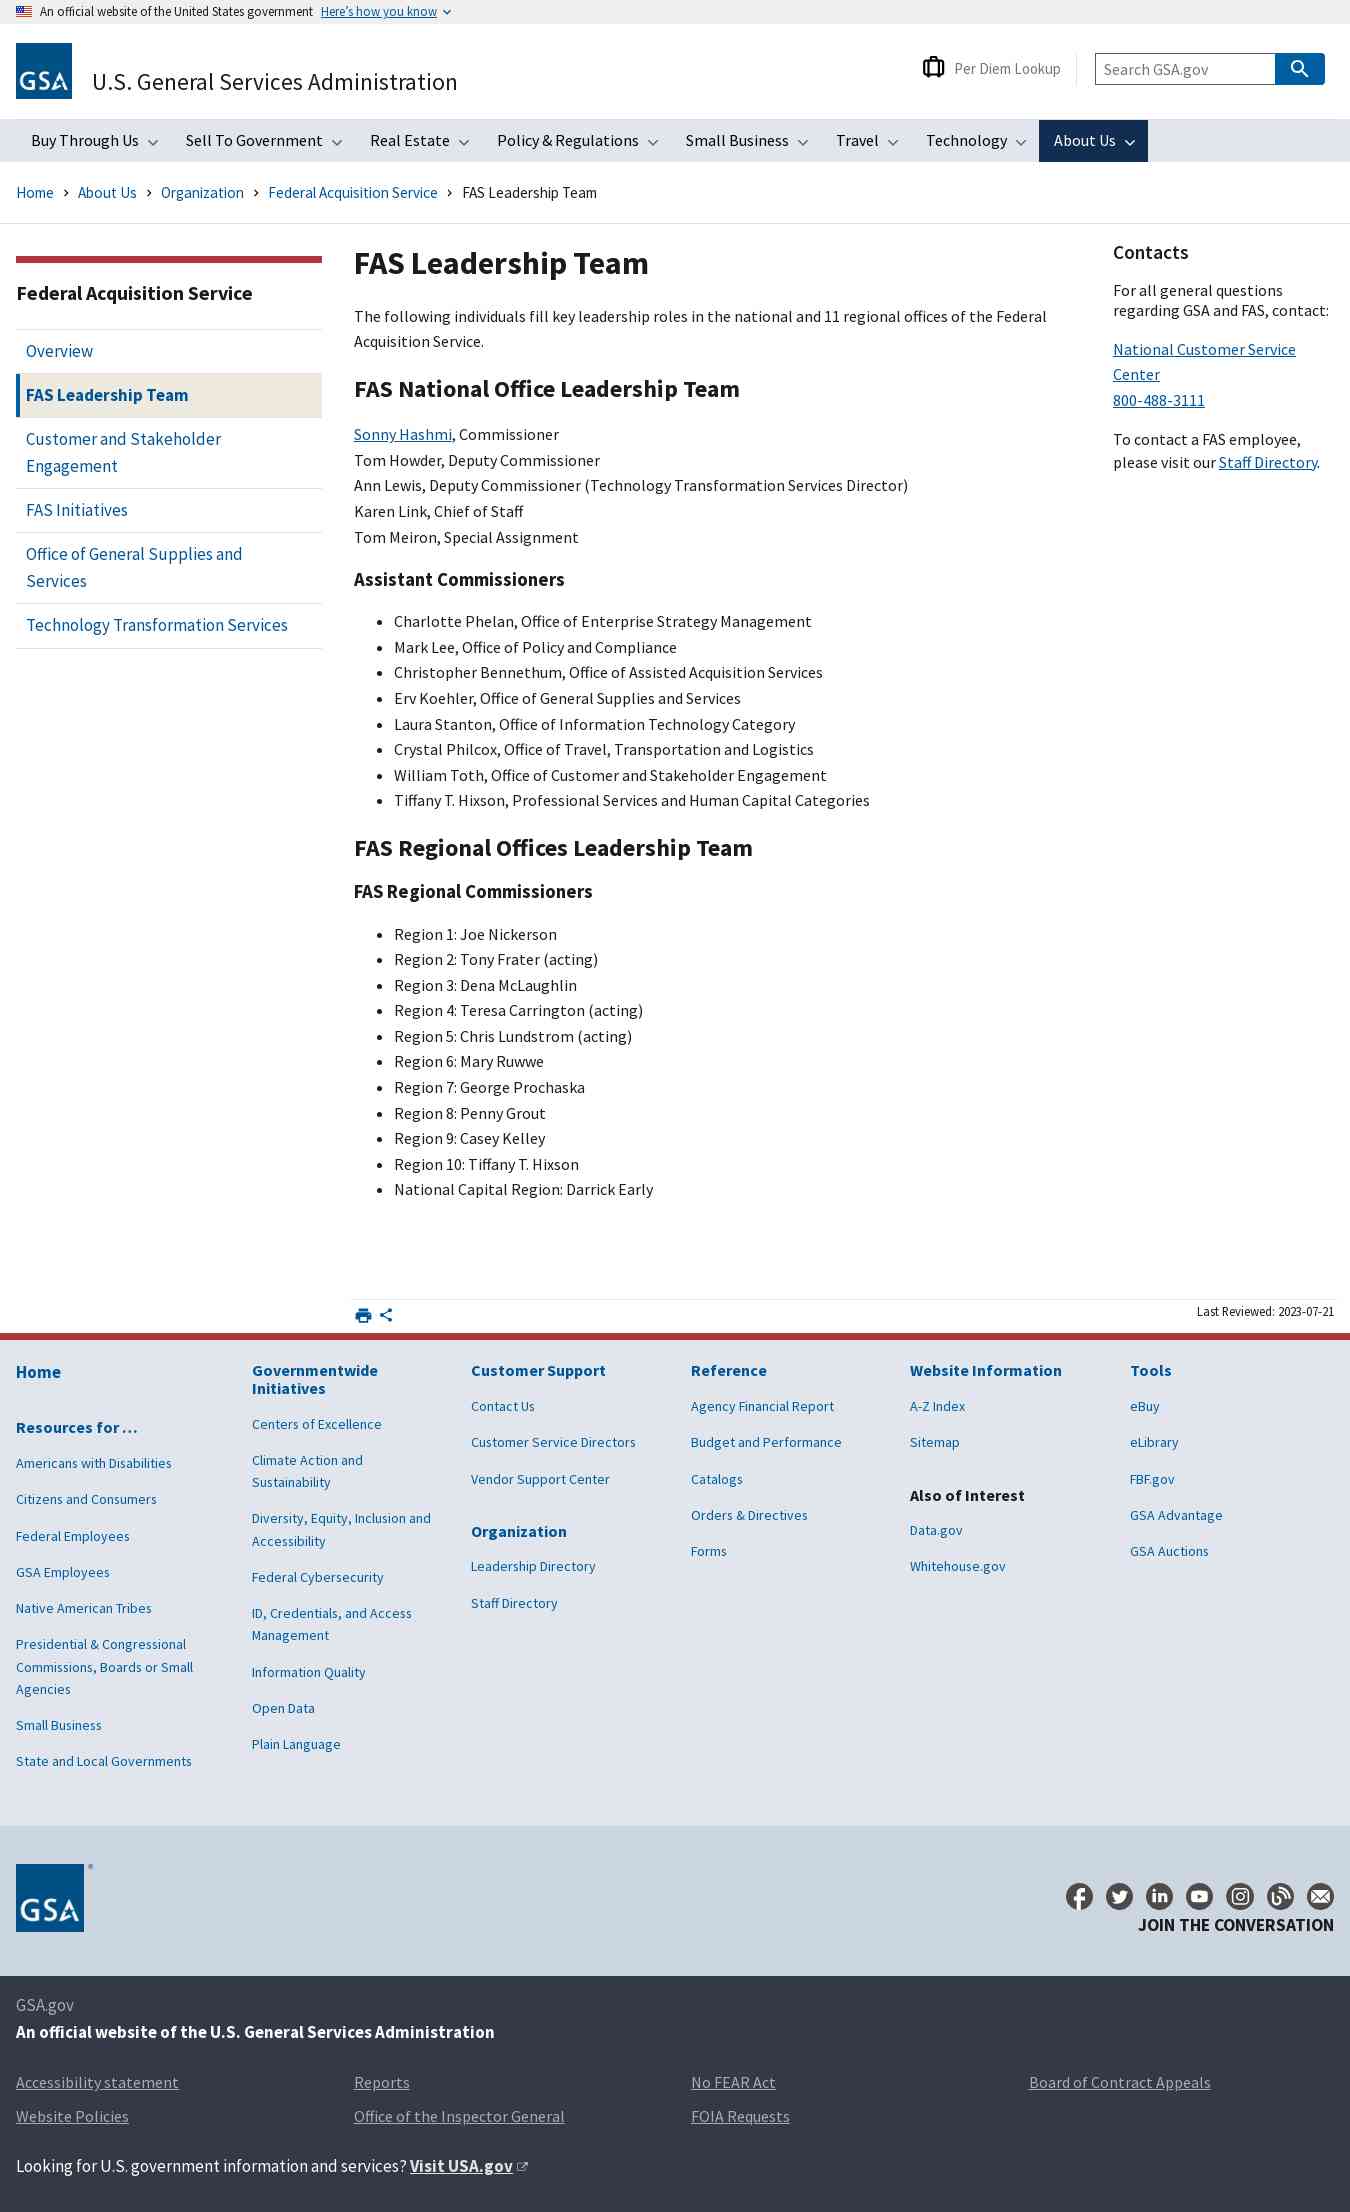 An official website of the United States government Here's how you know
GSA
U.S. General Services Administration
Per Diem Lookup
Search GSA.gov
Buy Through Us Sell To Government Real Estate Policy & Regulations Small Business Travel Technology About Us
Home › About Us › Organization › Federal Acquisition Service › FAS Leadership Team
Federal Acquisition Service
Overview
FAS Leadership Team
Customer and Stakeholder
Engagement
FAS Initiatives
Office of General Supplies and
Services
Technology Transformation Services
FAS Leadership Team
The following individuals fill key leadership roles in the national and 11 regional offices of the Federal
Acquisition Service.
FAS National Office Leadership Team
Sonny Hashmi, Commissioner
Tom Howder, Deputy Commissioner
Ann Lewis, Deputy Commissioner (Technology Transformation Services Director)
Karen Link, Chief of Staff
Tom Meiron, Special Assignment
Assistant Commissioners
• Charlotte Phelan, Office of Enterprise Strategy Management
• Mark Lee, Office of Policy and Compliance
• Christopher Bennethum, Office of Assisted Acquisition Services
• Erv Koehler, Office of General Supplies and Services
• Laura Stanton, Office of Information Technology Category
• Crystal Philcox, Office of Travel, Transportation and Logistics
• William Toth, Office of Customer and Stakeholder Engagement
• Tiffany T. Hixson, Professional Services and Human Capital Categories
FAS Regional Offices Leadership Team
FAS Regional Commissioners
• Region 1: Joe Nickerson
• Region 2: Tony Frater (acting)
• Region 3: Dena McLaughlin
• Region 4: Teresa Carrington (acting)
• Region 5: Chris Lundstrom (acting)
• Region 6: Mary Ruwwe
• Region 7: George Prochaska
• Region 8: Penny Grout
• Region 9: Casey Kelley
• Region 10: Tiffany T. Hixson
• National Capital Region: Darrick Early
Contacts
For all general questions
regarding GSA and FAS, contact:
National Customer Service
Center
800-488-3111
To contact a FAS employee,
please visit our Staff Directory.
Last Reviewed: 2023-07-21
Home
Resources for …
Americans with Disabilities
Citizens and Consumers
Federal Employees
GSA Employees
Native American Tribes
Presidential & Congressional
Commissions, Boards or Small
Agencies
Small Business
State and Local Governments
Governmentwide
Initiatives
Centers of Excellence
Climate Action and
Sustainability
Diversity, Equity, Inclusion and
Accessibility
Federal Cybersecurity
ID, Credentials, and Access
Management
Information Quality
Open Data
Plain Language
Customer Support
Contact Us
Customer Service Directors
Vendor Support Center
Organization
Leadership Directory
Staff Directory
Reference
Agency Financial Report
Budget and Performance
Catalogs
Orders & Directives
Forms
Website Information
A-Z Index
Sitemap
Also of Interest
Data.gov
Whitehouse.gov
Tools
eBuy
eLibrary
FBF.gov
GSA Advantage
GSA Auctions
GSA®
JOIN THE CONVERSATION
GSA.gov
An official website of the U.S. General Services Administration
Accessibility statement Reports No FEAR Act Board of Contract Appeals
Website Policies Office of the Inspector General FOIA Requests
Looking for U.S. government information and services? Visit USA.gov